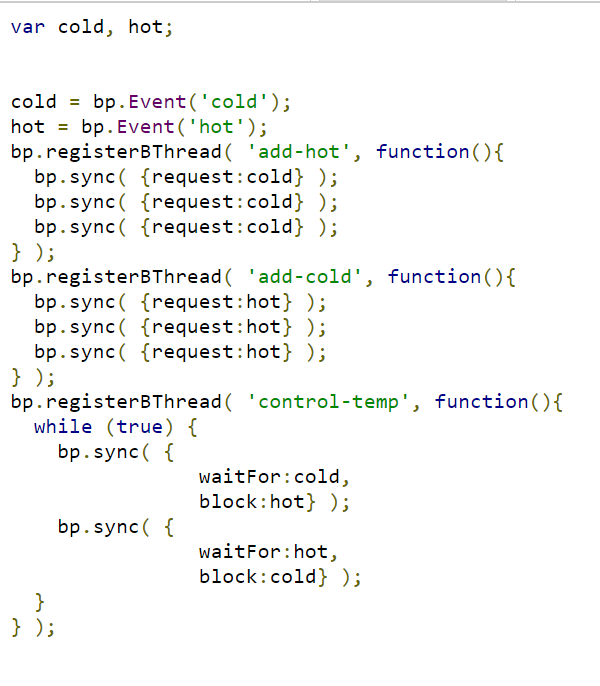 var cold, hot;
cold = bp.Event('cold');
hot = bp.Event('hot');
bp.registerBThread( 'add-hot', function(){
  bp.sync( {request:cold} );
  bp.sync( {request:cold} );
  bp.sync( {request:cold} );
} );
bp.registerBThread( 'add-cold', function(){
  bp.sync( {request:hot} );
  bp.sync( {request:hot} );
  bp.sync( {request:hot} );
} );
bp.registerBThread( 'control-temp', function(){
  while (true) {
    bp.sync( {
                waitFor:cold,
                block:hot} );
    bp.sync( {
                waitFor:hot,
                block:cold} );
  }
} );